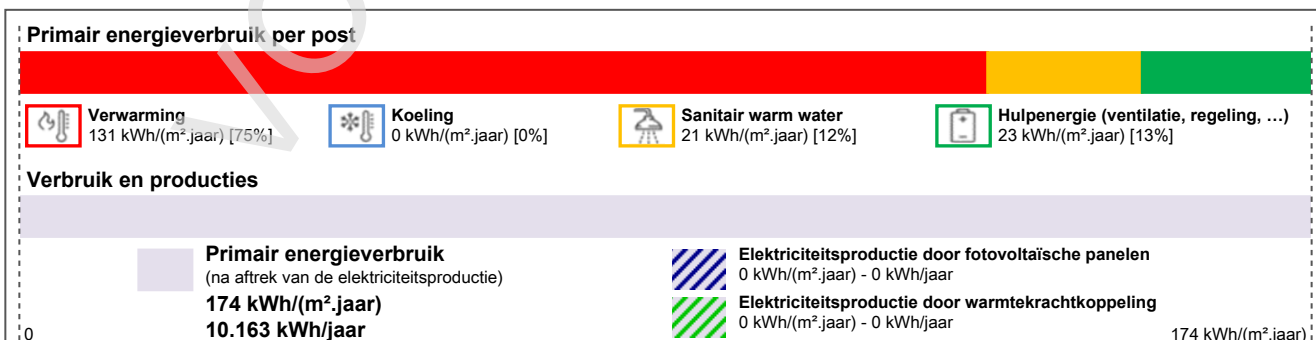 Primair energieverbruik per post
Verwarming
131 kWh/(m².jaar) [75%]
Koeling
0 kWh/(m².jaar) [0%]
Sanitair warm water
21 kWh/(m².jaar) [12%]
Hulpenergie (ventilatie, regeling, …)
23 kWh/(m².jaar) [13%]
Verbruik en producties
Primair energieverbruik
(na aftrek van de elektriciteitsproductie)
174 kWh/(m².jaar)
10.163 kWh/jaar
Elektriciteitsproductie door fotovoltaïsche panelen
0 kWh/(m².jaar) - 0 kWh/jaar
Elektriciteitsproductie door warmtekrachtkoppeling
0 kWh/(m².jaar) - 0 kWh/jaar
0
174 kWh/(m².jaar)